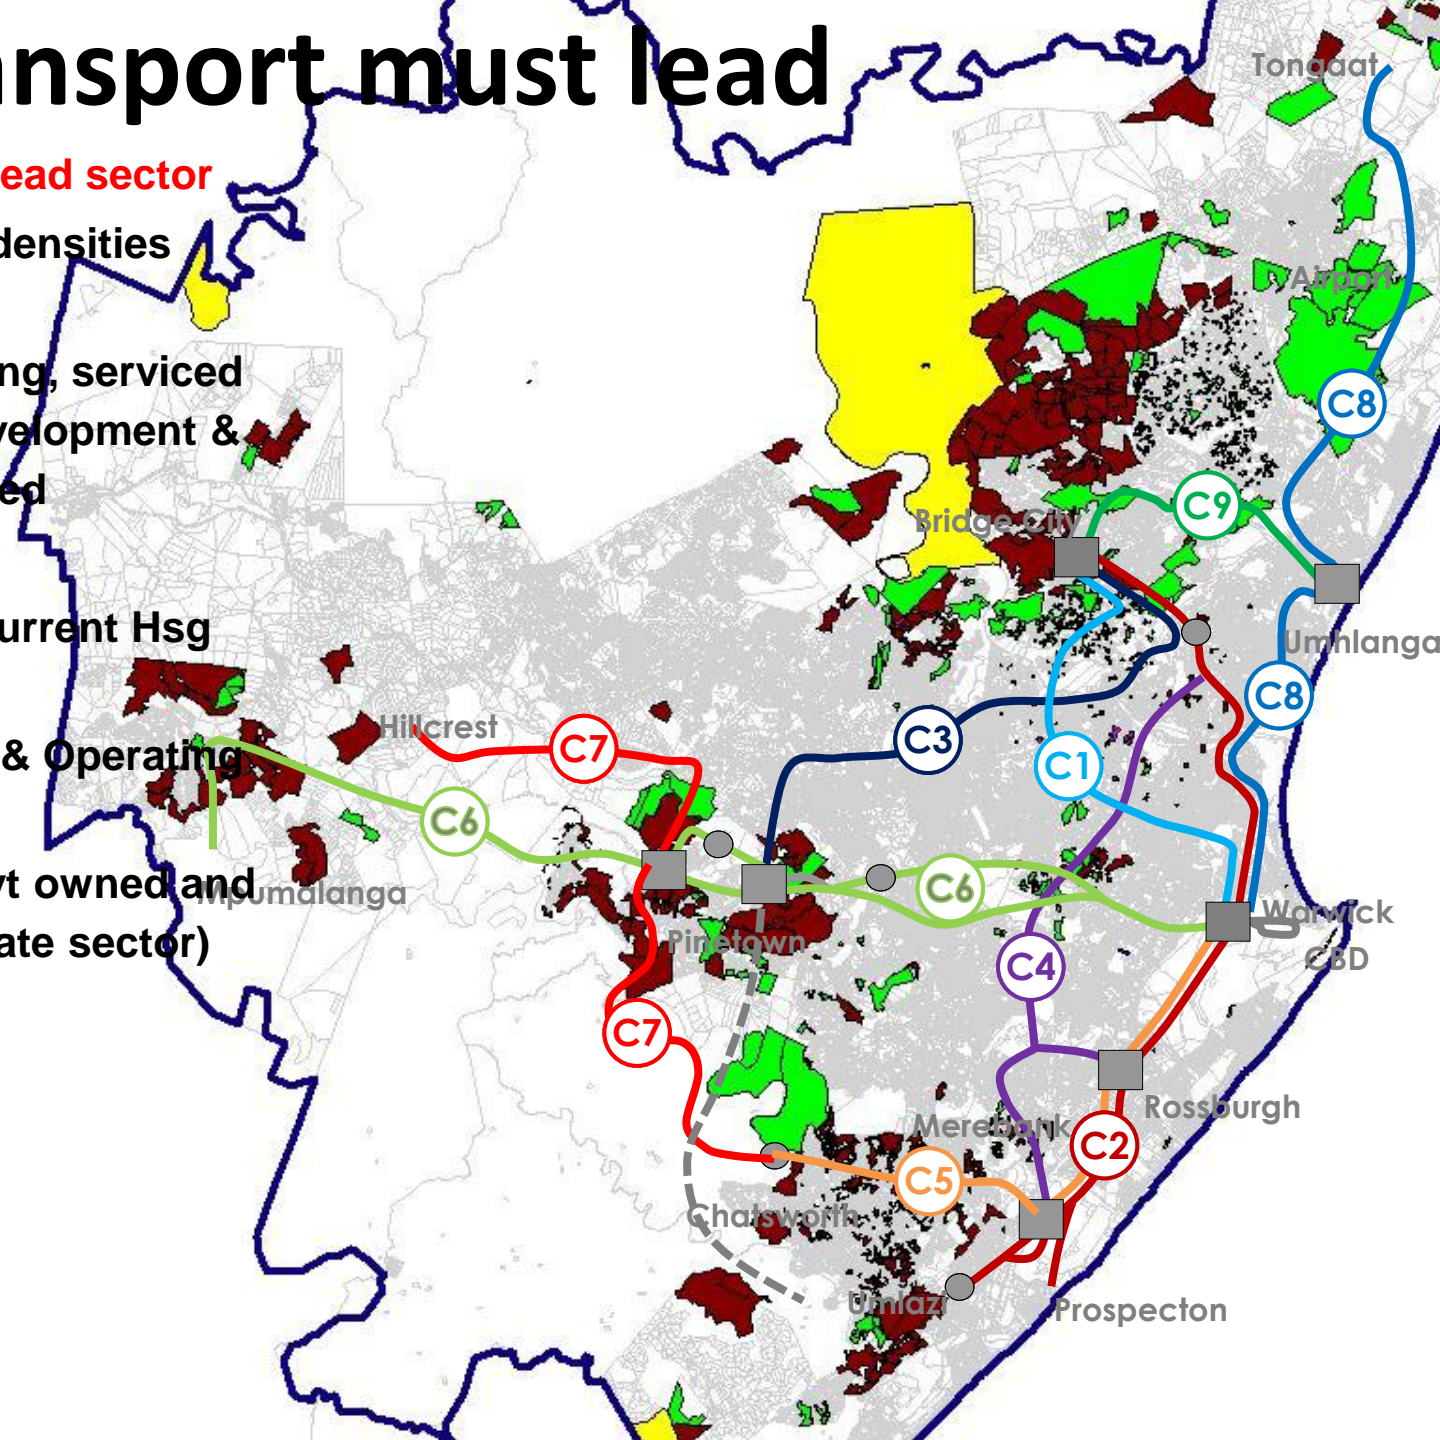 ansport must lead
ead sector
densities
ng, serviced
velopment &
ed
urrent Hsg
& Operating
vt owned and
ate sector)
Tongaat
Airport
C8
C9
Bridge City
Umhlanga
C8
Hillcrest
C7
C3
C1
C6
Mpumalanga
C6
Warwick
CBD
Pinetown
C4
C7
Rossburgh
Merebank
C2
C5
Chatsworth
Umlazi
Prospecton